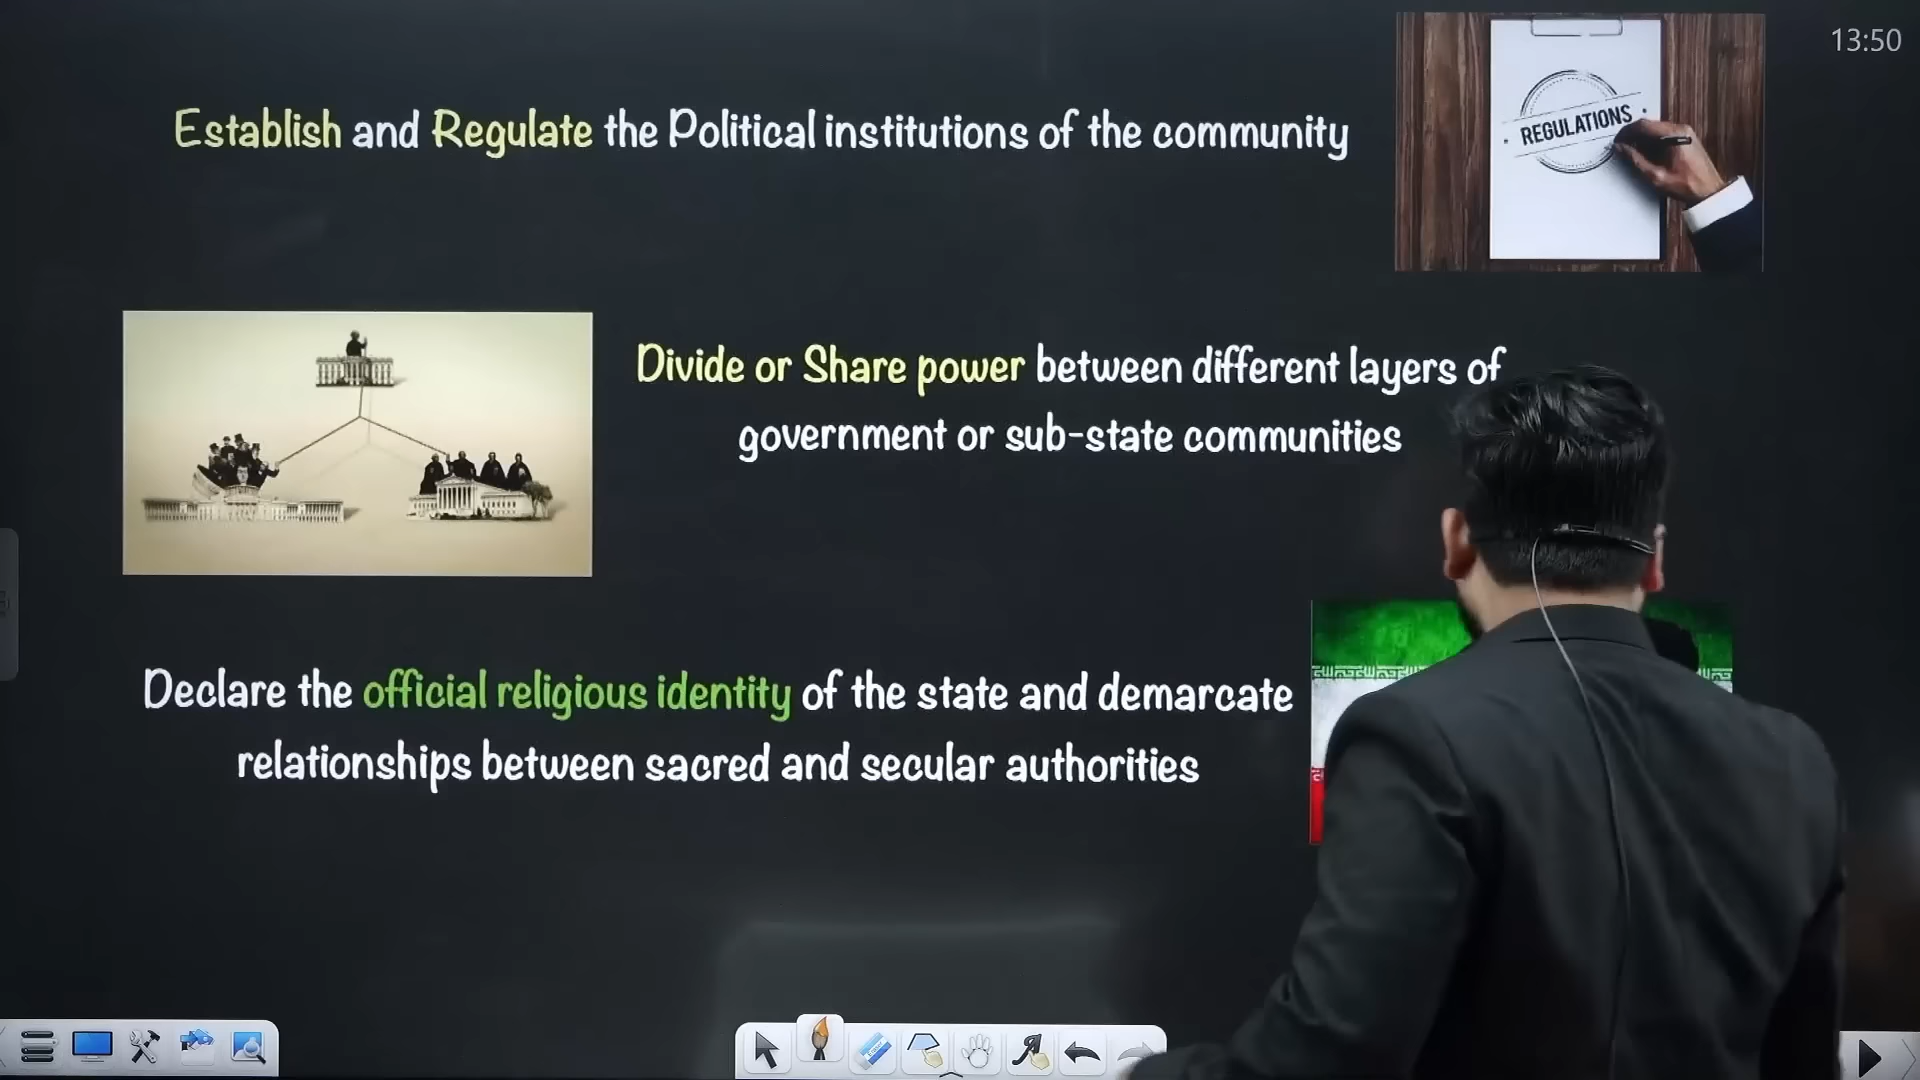 13:50
Establish and Regulate the Political institutions of the community
REGULATIONS
Divide or Share power between different layers of
government or sub-state communities
Declare the official religious identity of the state and demarcate
relationships between sacred and secular authorities